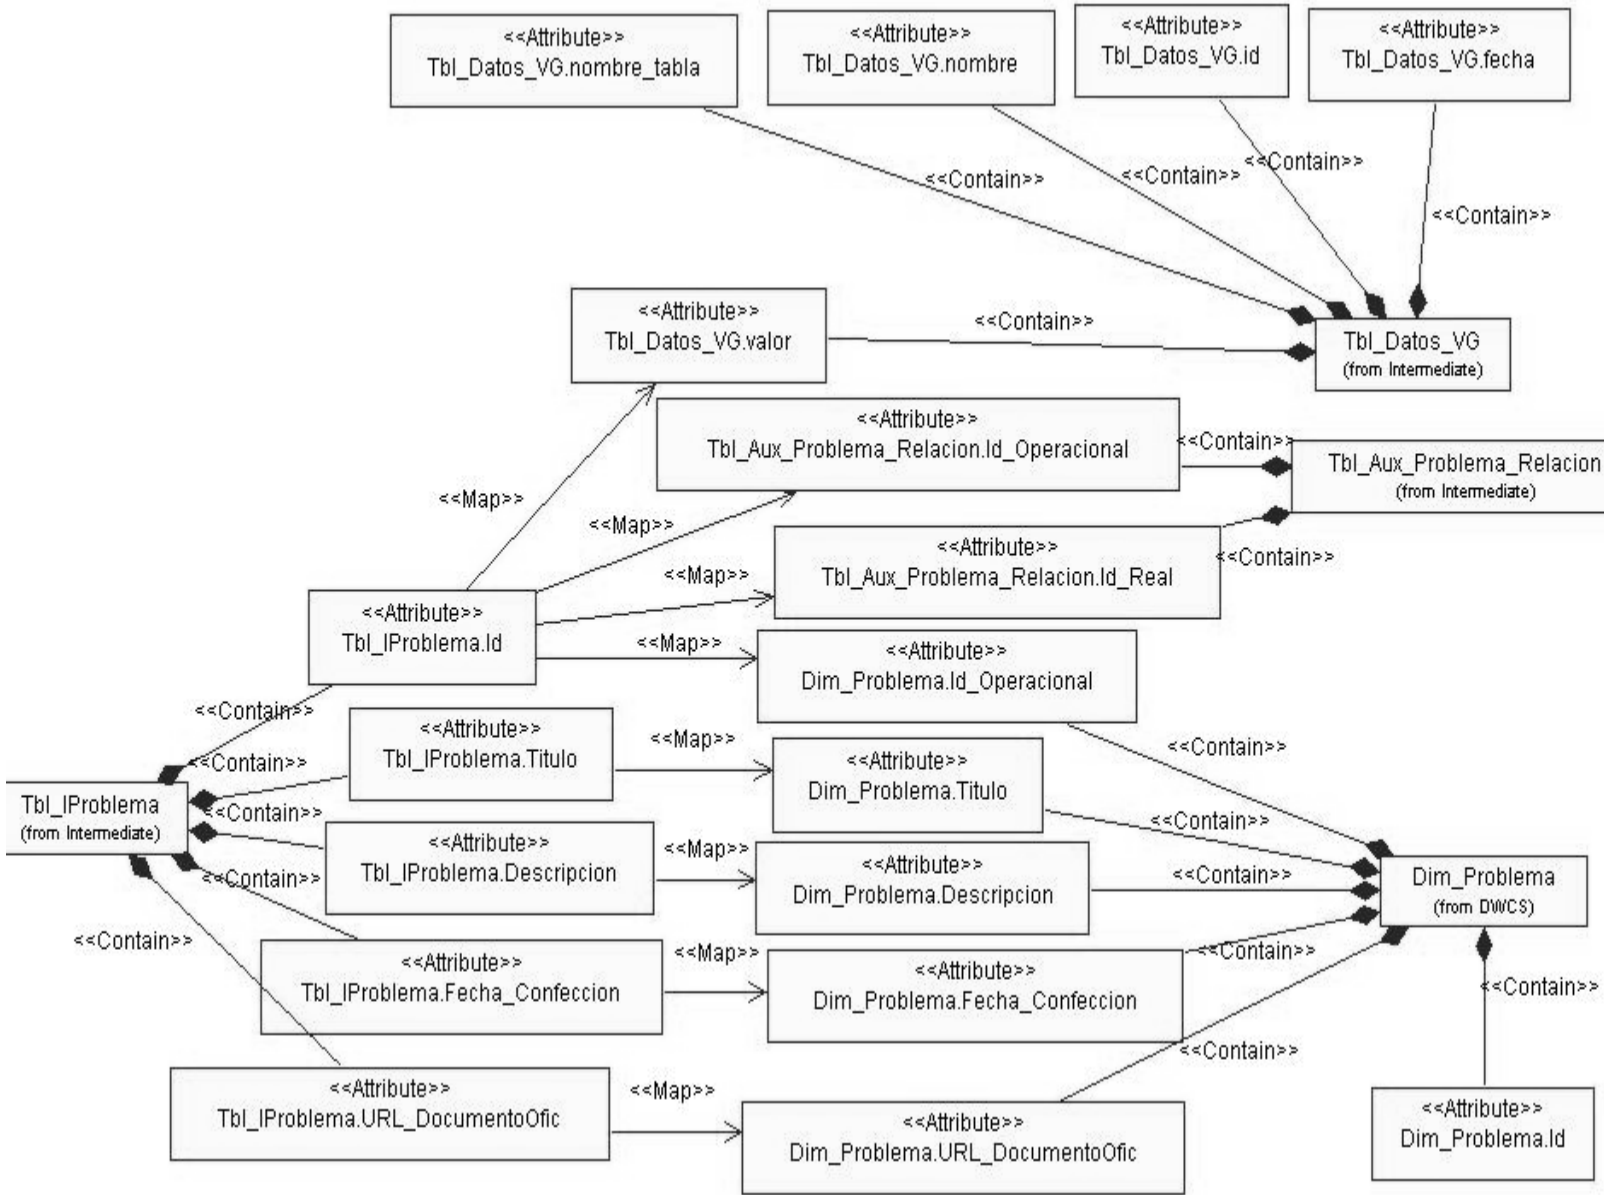 <<Attribute>>
Tbl_Datos_VG.nombre_tabla
<<Attribute>>
Tbl_Datos_VG.nombre
<<Attribute>>
Tbl_Datos_VG.id
<<Attribute>>
Tbl_Datos_VG.fecha
<<Contain>>
<<Contain>>
<<Contain>>
<<Contain>>
<<Attribute>>
Tbl_Datos_VG.valor
<<Contain>>
Tbl_Datos_VG
(from Intermediate)
<<Attribute>>
Tbl_Aux_Problema_Relacion.Id_Operacional
<<Contain>>
Tbl_Aux_Problema_Relacion
(from Intermediate)
<<Map>>
<<Map>>
<<Attribute>>
Tbl_Aux_Problema_Relacion.Id_Real
<<Contain>>
<<Map>>
<<Attribute>>
Tbl_IProblema.Id
<<Map>>
<<Attribute>>
Dim_Problema.Id_Operacional
<<Contain>>
<<Contain>>
<<Attribute>>
Tbl_IProblema.Titulo
<<Map>>
<<Attribute>>
Dim_Problema.Titulo
<<Contain>>
<<Contain>>
Tbl_IProblema
(from Intermediate)
<<Contain>>
<<Attribute>>
Tbl_IProblema.Descripcion
<<Map>>
<<Attribute>>
Dim_Problema.Descripcion
<<Contain>>
<<Contain>>
Dim_Problema
(from DWCS)
<<Contain>>
<<Contain>>
<<Attribute>>
Tbl_IProblema.Fecha_Confeccion
<<Map>>
<<Attribute>>
Dim_Problema.Fecha_Confeccion
<<Contain>>
<<Contain>>
<<Contain>>
<<Attribute>>
Tbl_IProblema.URL_DocumentoOfic
<<Map>>
<<Attribute>>
Dim_Problema.URL_DocumentoOfic
<<Attribute>>
Dim_Problema.Id